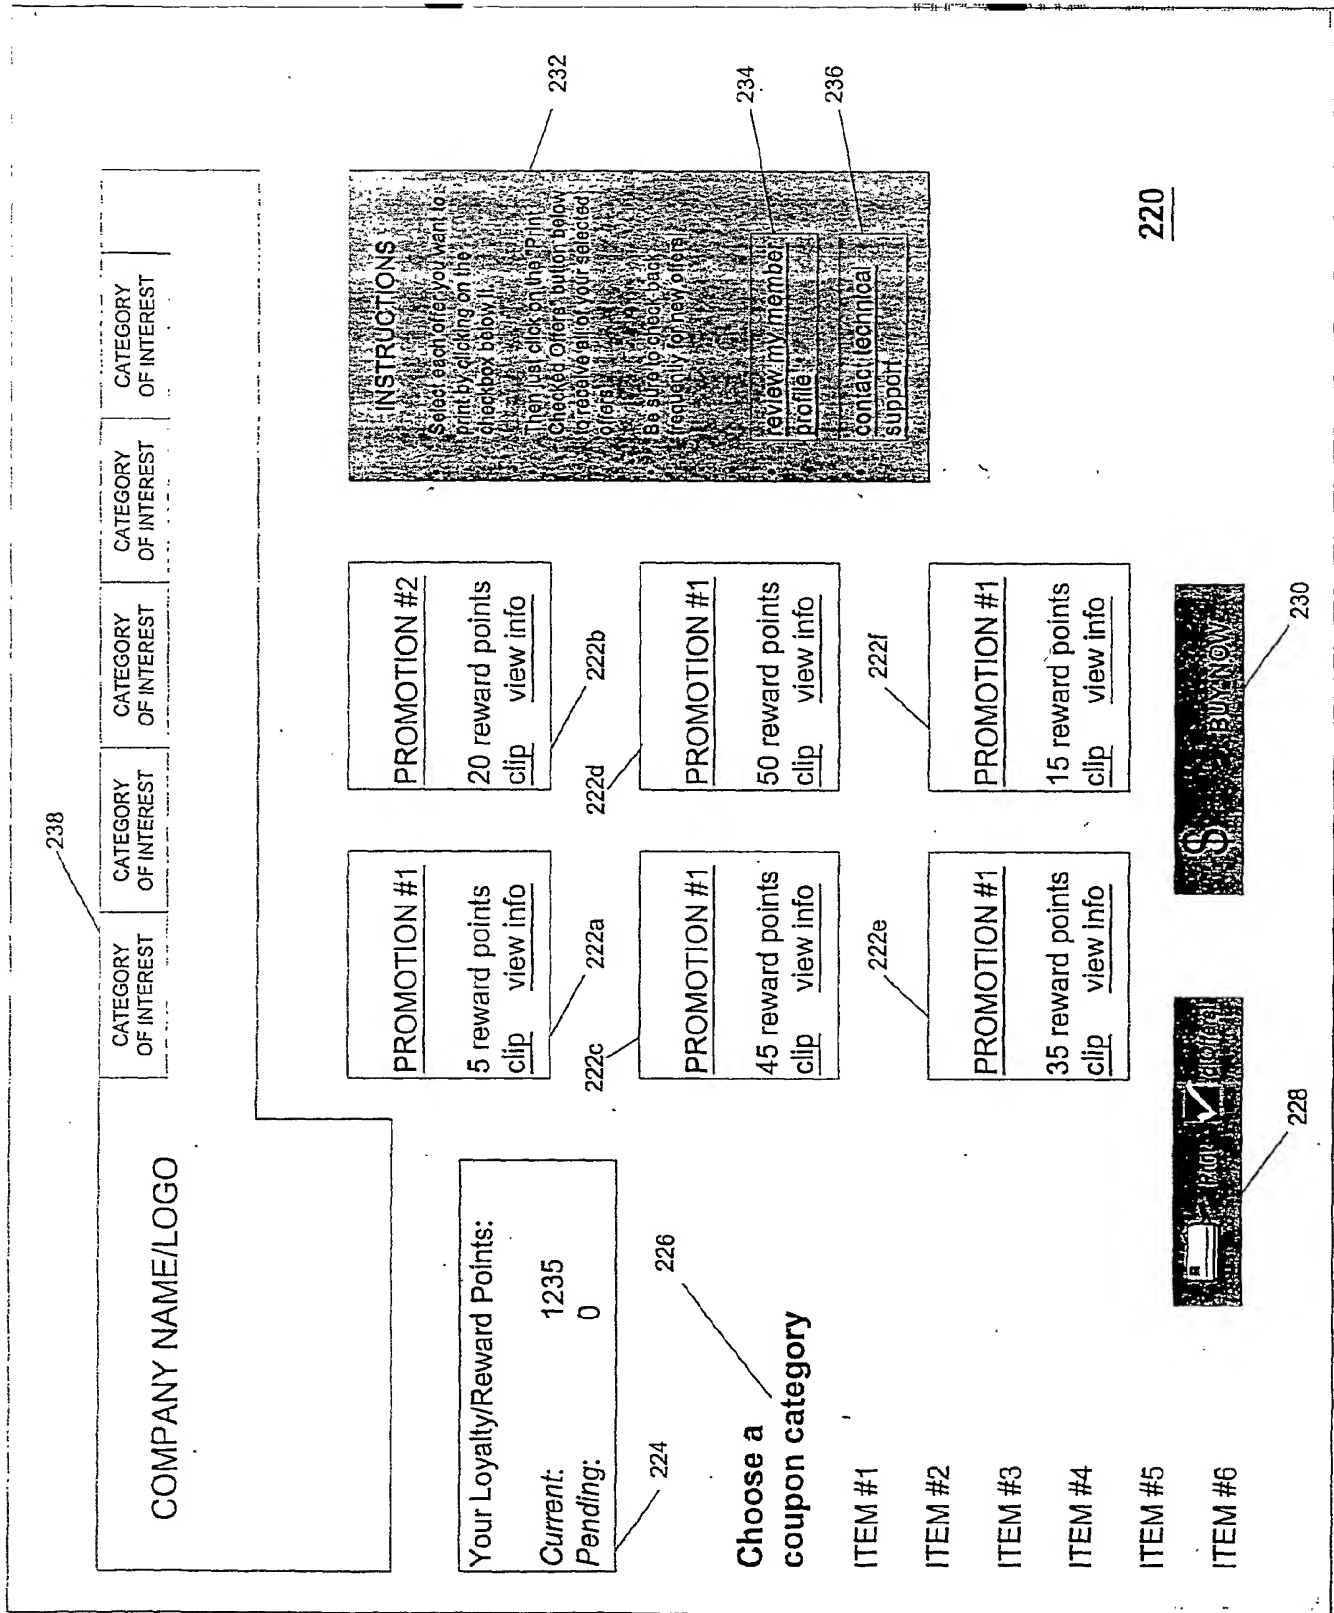 COMPANY NAME/LOGO
238
CATEGORY
OF INTEREST
CATEGORY
OF INTEREST
CATEGORY
OF INTEREST
CATEGORY
OF INTEREST
CATEGORY
OF INTEREST
Your Loyalty/Reward Points:
Current: 1235
Pending: 0
224
226
Choose a
coupon category
ITEM #1
ITEM #2
ITEM #3
ITEM #4
ITEM #5
ITEM #6
PROMOTION #1
5 reward points
clip view info
222a
PROMOTION #2
20 reward points
clip view info
222b
222c
PROMOTION #1
45 reward points
clip view info
222d
PROMOTION #1
50 reward points
clip view info
222e
PROMOTION #1
35 reward points
clip view info
222f
PROMOTION #1
15 reward points
clip view info
228
$ BUY NOW
230
INSTRUCTIONS
Select each offer you want to
print by clicking on the
checkbox below it.
Then just click on the "Print
Checked Offers" button below
to receive all of your selected
offers
Be sure to check back
frequently for new offers
review my member
profile
contact technical
support
232
234
236
220